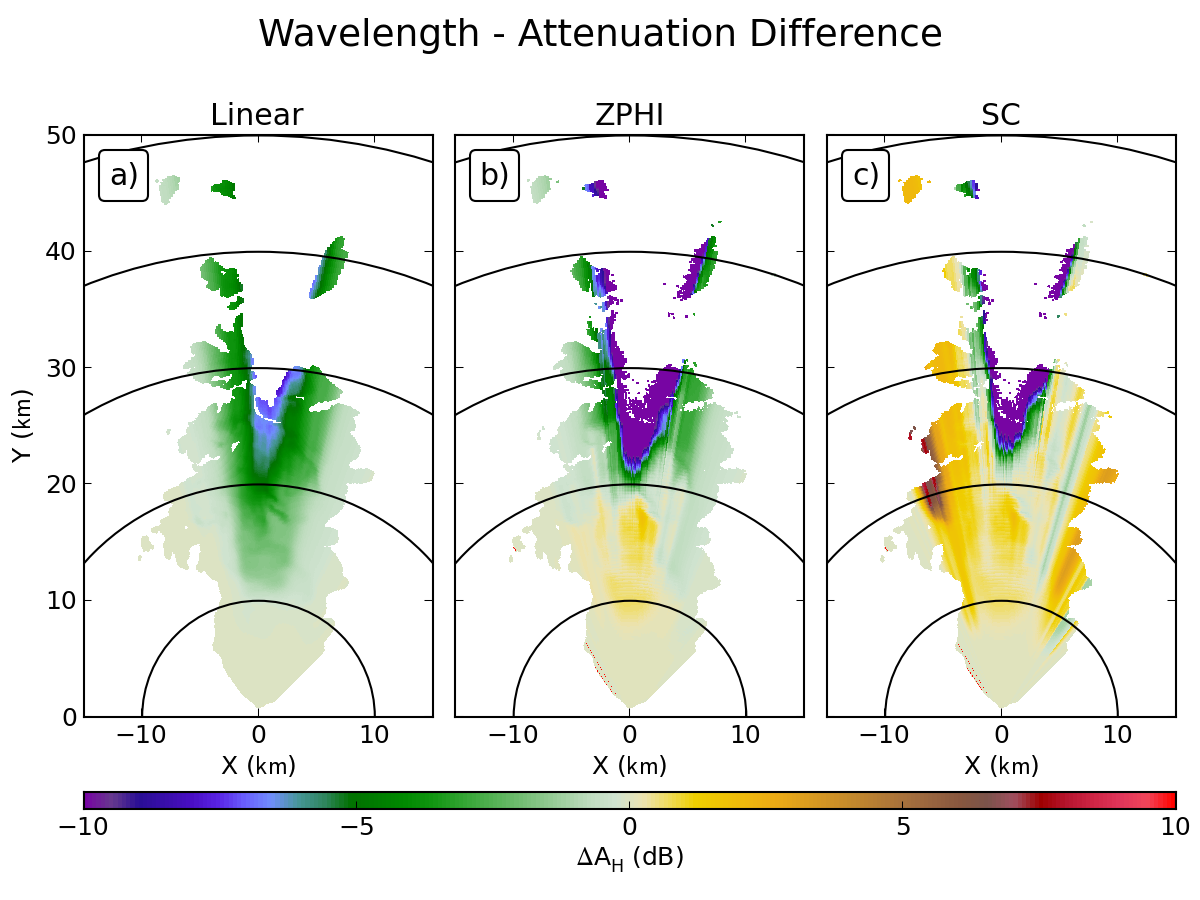 Wavelength - Attenuation Difference
Linear ZPHI SC
a) b) c)
50
40
30
20
10
0
Y (km)
−10 0 10 −10 0 10 −10 0 10
X (km) X (km) X (km)
−10 −5 0 5 10
ΔA_H (dB)